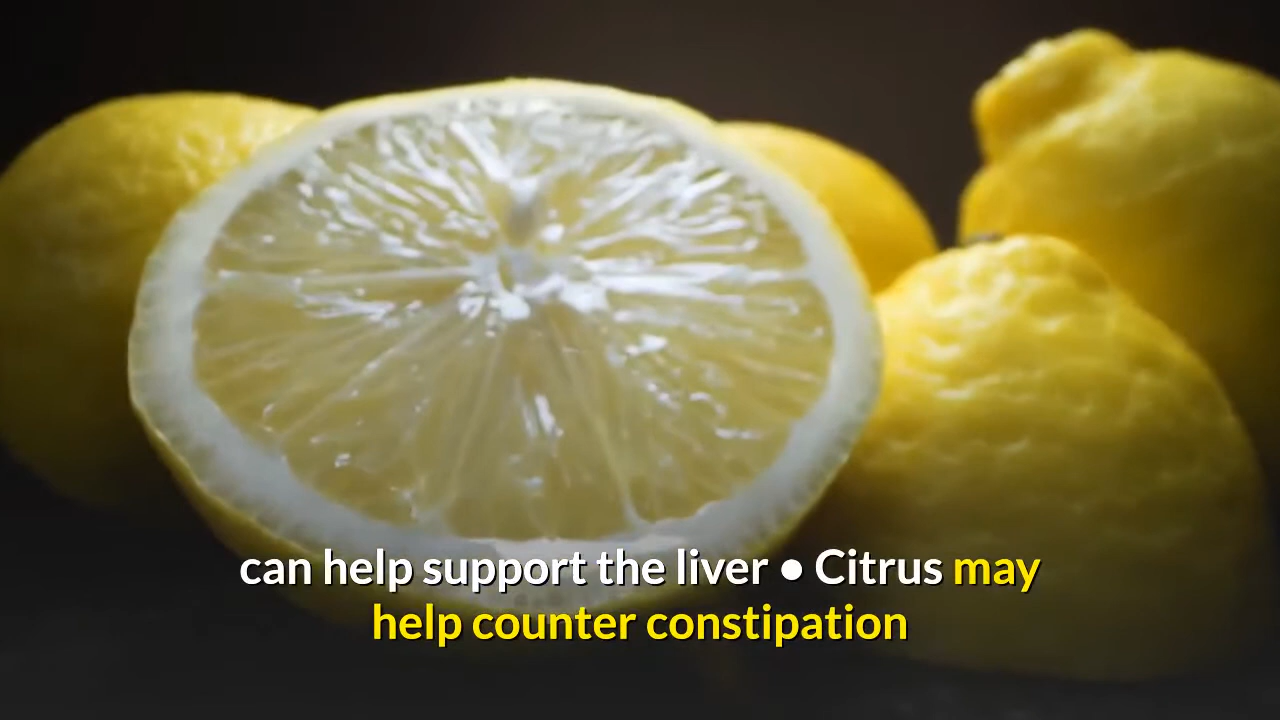 can help support the liver • Citrus may
help counter constipation